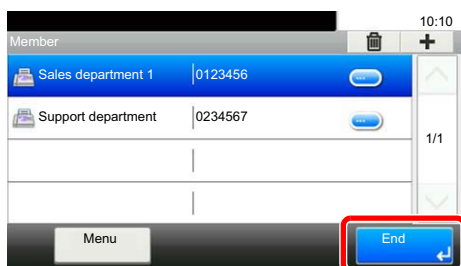 10:10
Member
Sales department 1 0123456
Support department 0234567
1/1
Menu End